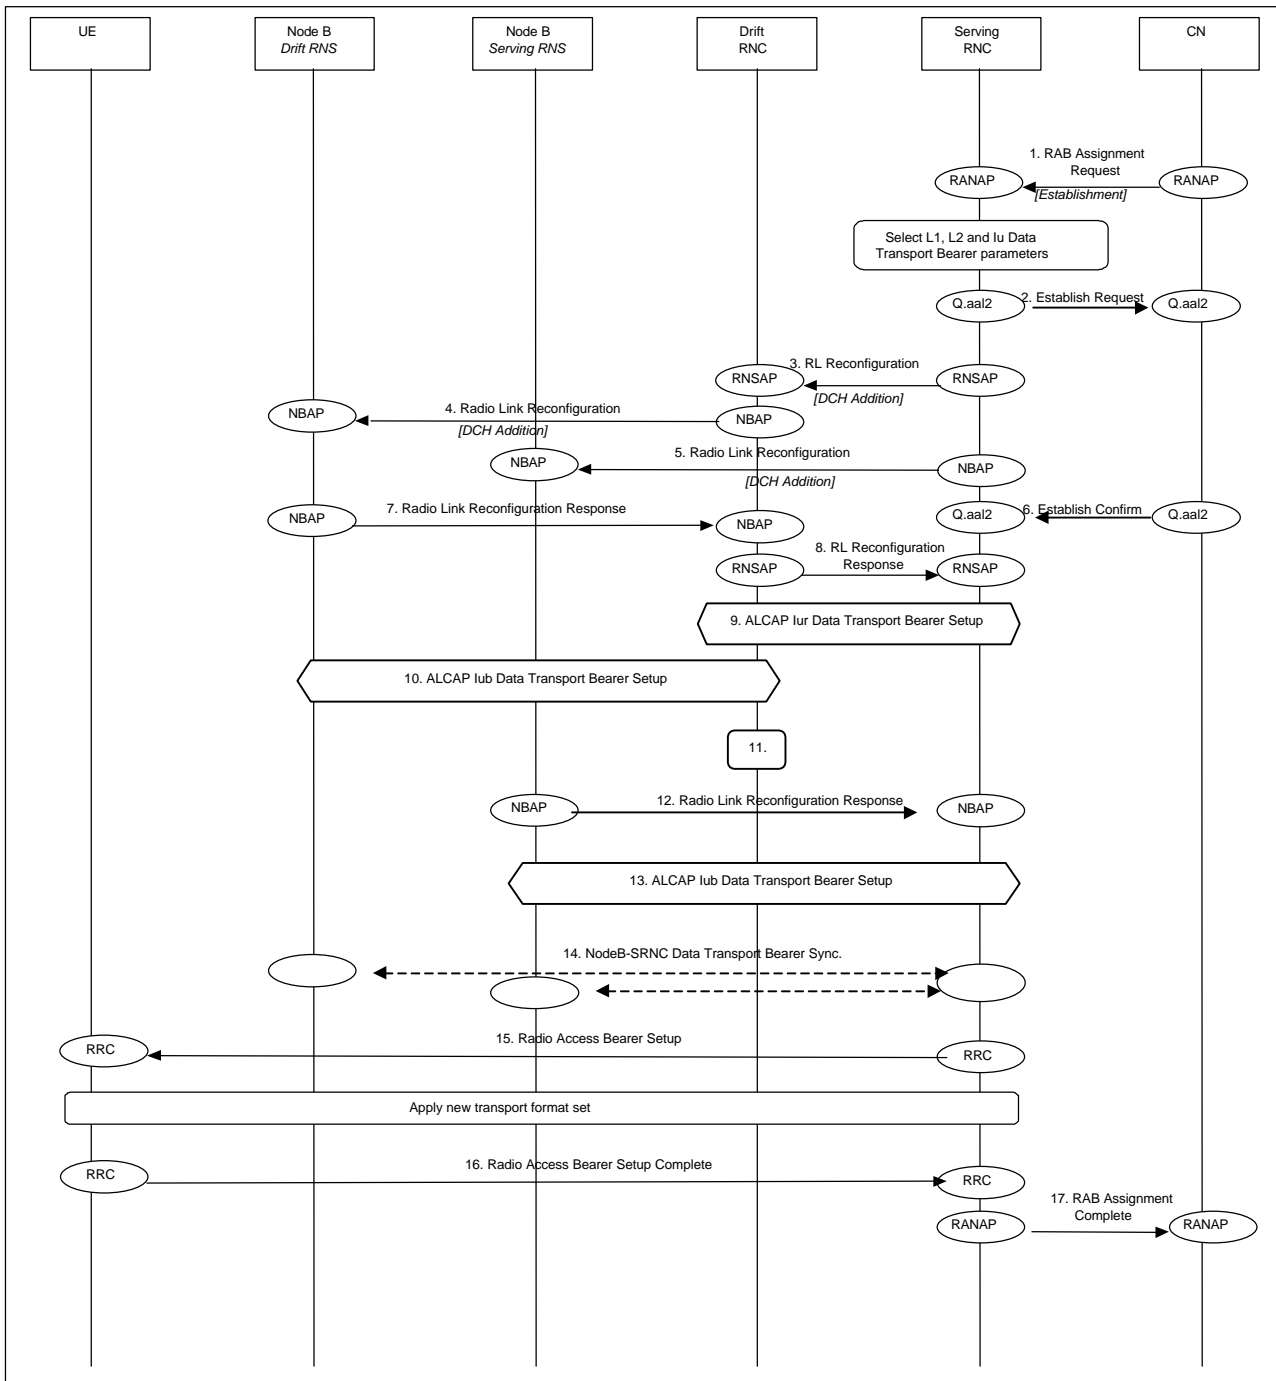 UE
Node B
Drift RNS
Node B
Serving RNS
Drift
RNC
Serving
RNC
CN
1. RAB Assignment
Request
RANAP
RANAP
[Establishment]
Select L1, L2 and Iu Data
Transport Bearer parameters
Q.aal2
2. Establish Request
Q.aal2
3. RL Reconfiguration
RNSAP
RNSAP
[DCH Addition]
NBAP
4. Radio Link Reconfiguration
NBAP
[DCH Addition]
5. Radio Link Reconfiguration
NBAP
NBAP
[DCH Addition]
7. Radio Link Reconfiguration Response
NBAP
NBAP
Q.aal2
6. Establish Confirm
Q.aal2
8. RL Reconfiguration
Response
RNSAP
RNSAP
9. ALCAP Iur Data Transport Bearer Setup
10. ALCAP Iub Data Transport Bearer Setup
11.
NBAP
12. Radio Link Reconfiguration Response
NBAP
13. ALCAP Iub Data Transport Bearer Setup
14. NodeB-SRNC Data Transport Bearer Sync.
15. Radio Access Bearer Setup
RRC
RRC
Apply new transport format set
16. Radio Access Bearer Setup Complete
RRC
RRC
17. RAB Assignment
Complete
RANAP
RANAP